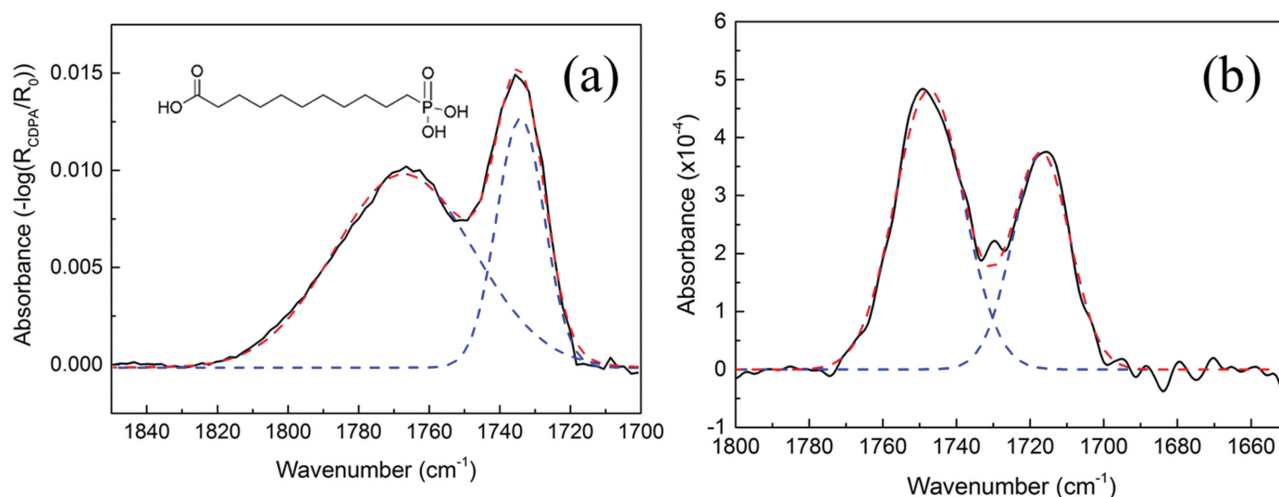 (a)
O
HO
O
P
OH
OH
Absorbance (-log(R_CDPA/R_0))
0.015
0.010
0.005
0.000
1840 1820 1800 1780 1760 1740 1720 1700
Wavenumber (cm⁻¹)
(b)
Absorbance (x10⁻⁴)
6
5
4
3
2
1
0
-1
1800 1780 1760 1740 1720 1700 1680 1660
Wavenumber (cm⁻¹)